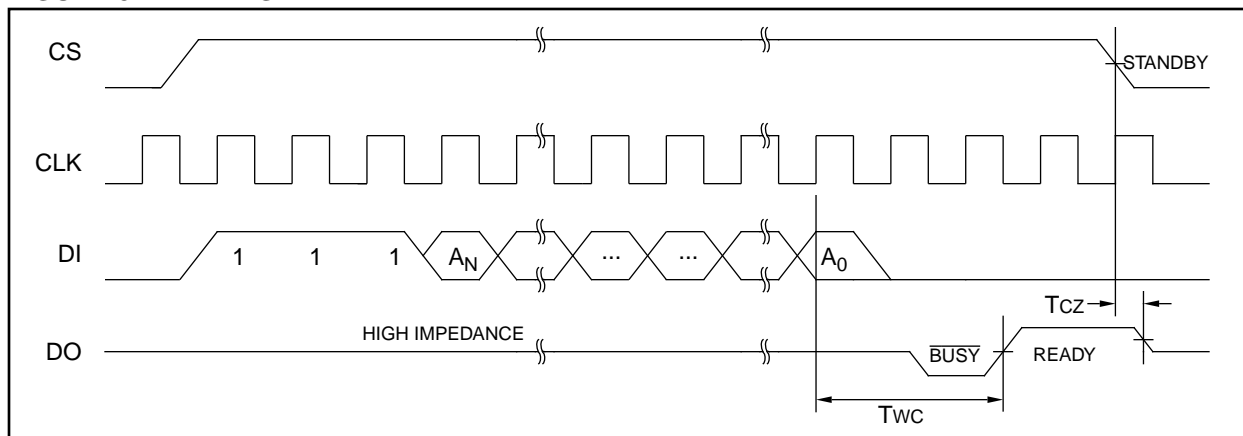 CS
STANDBY
CLK
DI
1 1 1 AN ... ... A0
TCZ
HIGH IMPEDANCE
DO
BUSY
READY
TWC